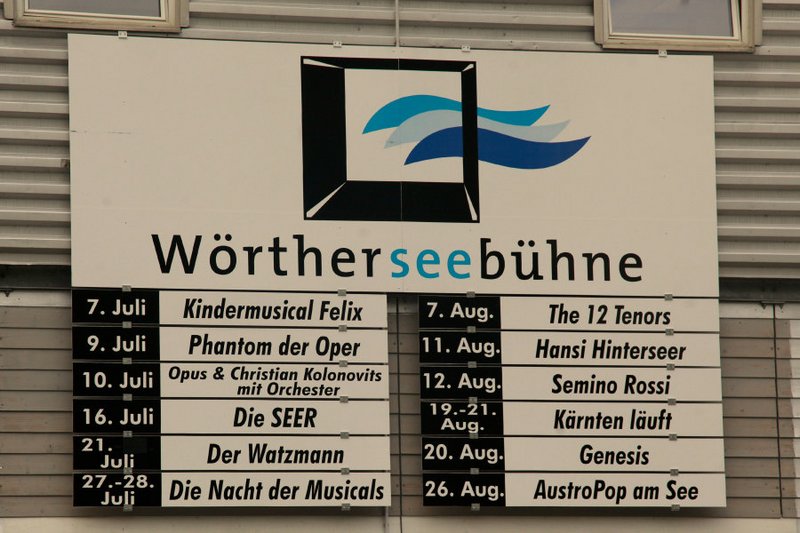 Wörtherseebühne
7. Juli Kindermusical Felix
9. Juli Phantom der Oper
10. Juli Opus & Christian Kolonovits
mit Orchester
16. Juli Die SEER
21.
Juli Der Watzmann
27.-28.
Juli Die Nacht der Musicals
7. Aug. The 12 Tenors
11. Aug. Hansi Hinterseer
12. Aug. Semino Rossi
19.-21.
Aug. Kärnten läuft
20. Aug. Genesis
26. Aug. AustroPop am See